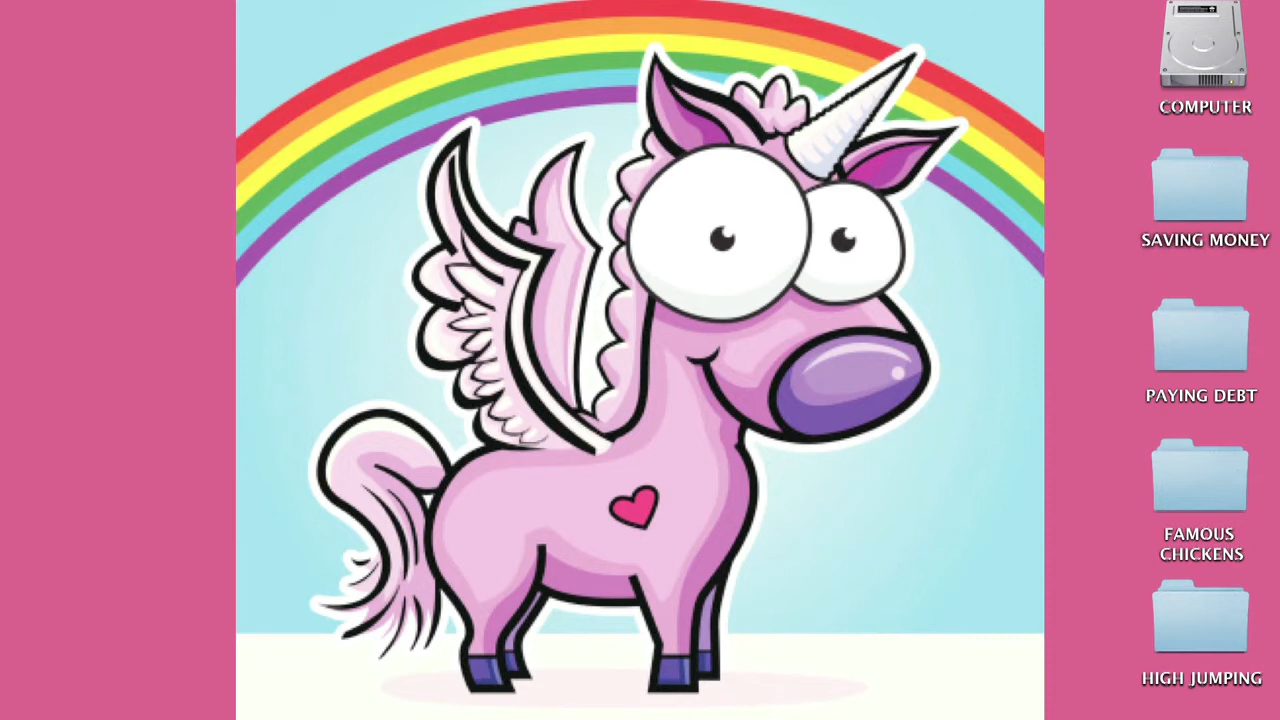 COMPUTER
SAVING MONEY
PAYING DEBT
FAMOUS
CHICKENS
HIGH JUMPING